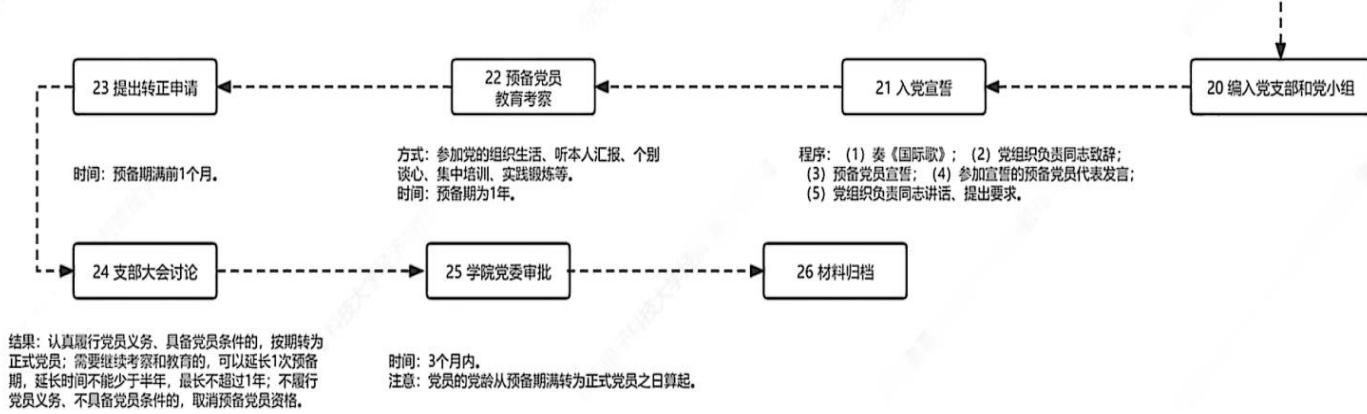 23 提出转正申请
22 预备党员
教育考察
21 入党宣誓
20 编入党支部和党小组
时间：预备期满前1个月。
方式：参加党的组织生活、听本人汇报、个别
谈心、集中培训、实践锻炼等。
时间：预备期为1年。
程序：（1）奏《国际歌》；（2）党组织负责同志致辞；
（3）预备党员宣誓；（4）参加宣誓的预备党员代表发言；
（5）党组织负责同志讲话、提出要求。
24 支部大会讨论
25 学院党委审批
26 材料归档
结果：认真履行党员义务、具备党员条件的，按期转为
正式党员；需要继续考察和教育的，可以延长1次预备
期，延长时间不能少于半年，最长不超过1年；不履行
党员义务、不具备党员条件的，取消预备党员资格。
时间：3个月内。
注意：党员的党龄从预备期满转为正式党员之日算起。